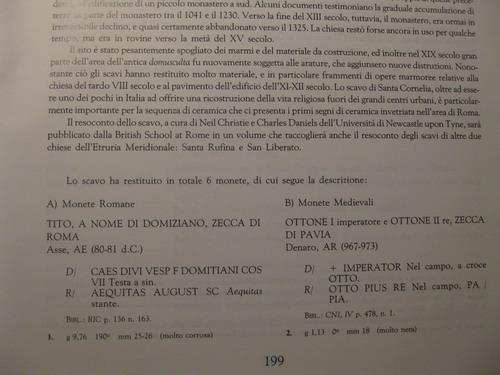 di un piccolo monastero a sud. Alcuni documenti testimoniano la graduale accumulazione di
parte del monastero tra il 1041 e il 1230. Verso la fine del XIII secolo, tuttavia, il monastero, era ormai in
declino, e quasi certamente abbandonato verso il 1325. La chiesa restò forse ancora in uso per qualche
tempo, ma era in rovine verso la metà del XV secolo.
Il sito è stato pesantemente spogliato dei marmi e del materiale da costruzione, ed inoltre nel XIX secolo gran
parte dell'area dell'antica domusculta fu nuovamente soggetta alle arature, che aggiunsero nuove distruzioni. Nono-
stante ciò gli scavi hanno restituito molto materiale, e in particolare frammenti di opere marmoree relative alla
chiesa del tardo VIII secolo e al pavimento dell'edificio dell'XI-XII secolo. Lo scavo di Santa Cornelia, oltre ad esse-
re uno dei pochi in Italia ad offrire una ricostruzione della vita religiosa fuori dei grandi centri urbani, è particolar-
mente importante per la sequenza di ceramica che ci presenta i primi segni di ceramica invetriata nell'area di Roma.
Il resoconto dello scavo, a cura di Neil Christie e Charles Daniels dell'Università di Newcastle upon Tyne, sarà
pubblicato dalla British School at Rome in un volume che raccoglierà anche il resoconto degli scavi di altre due
chiese dell'Etruria Meridionale: Santa Rufina e San Liberato.
Lo scavo ha restituito in totale 6 monete, di cui segue la descrizione:
A) Monete Romane
TITO, A NOME DI DOMIZIANO, ZECCA DI
ROMA
Asse, AE (80-81 d.C.)
D/ CAES DIVI VESP F DOMITIANI COS
VII Testa a sin.
R/ AEQUITAS AUGUST SC Aequitas
stante.
BIBL.: RIC p. 136 n. 163.
1. g 9,76 190º mm 25-26 (molto corrosa)
B) Monete Medievali
OTTONE I imperatore e OTTONE II re, ZECCA
DI PAVIA
Denaro, AR (967-973)
D/ + IMPERATOR Nel campo, a croce
OTTO.
R/ OTTO PIUS RE Nel campo, PA /
PIA.
BIBL.: CNI, IV p. 478, n. 1.
2. g 1,13 0º mm 18 (molto nera)
199